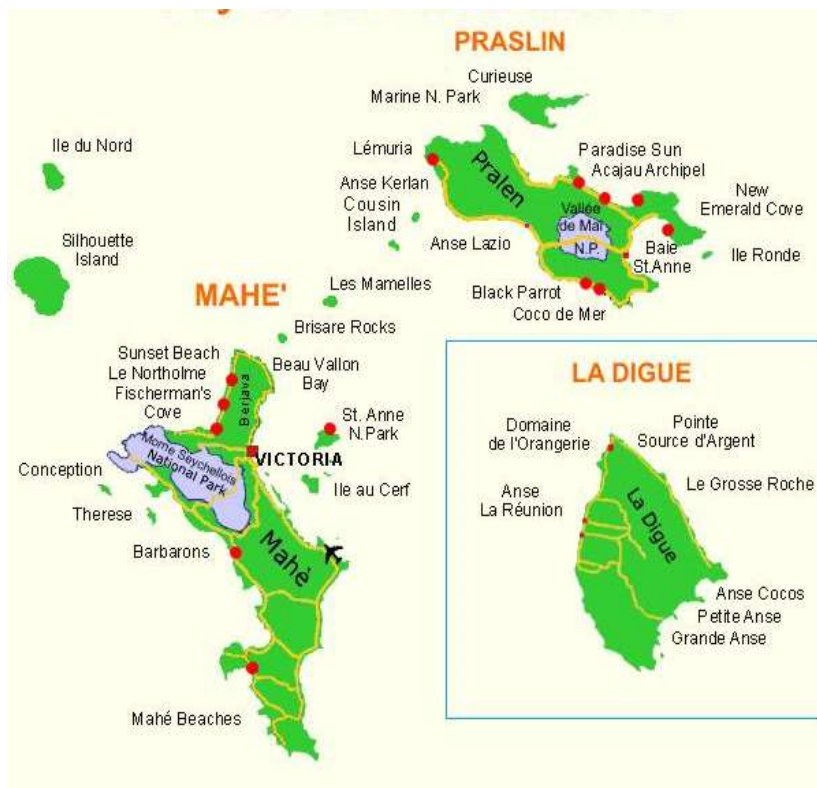 PRASLIN
Curieuse
Marine N. Park
Ile du Nord
Lémuria
Paradise Sun
Acajau Archipel
Pralen
Anse Kerlan
Cousin
Island
New
Emerald Cove
Vallée
de Mai
N.P.
Silhouette
Island
Anse Lazio
Baie
St.Anne
Ile Ronde
MAHE'
Les Mamelles
Black Parrot
Coco de Mer
Brisare Rocks
Sunset Beach
Le Northolme
Fischerman's
Cove
Beau Vallon
Bay
Berjava
St. Anne
N.Park
Morne Seychellois
National Park
VICTORIA
Conception
Ile au Cerf
Therese
Barbarons
Mahè
Mahé Beaches
LA DIGUE
Domaine
de l'Orangerie
Pointe
Source d'Argent
Anse
La Réunion
Le Grosse Roche
La Digue
Anse Cocos
Petite Anse
Grande Anse